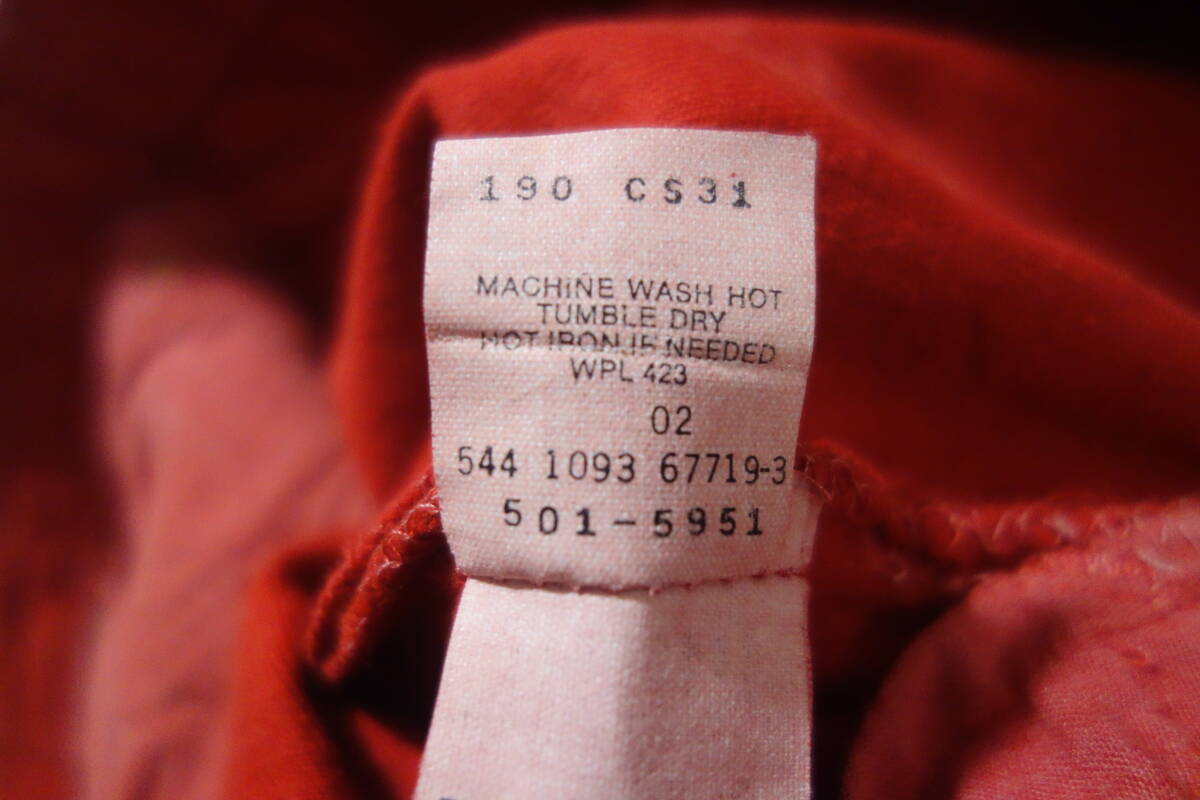 190 CS31
MACHINE WASH HOT
TUMBLE DRY
HOT IRON IF NEEDED
WPL 423
02
544 1093 67719-3
501-5951